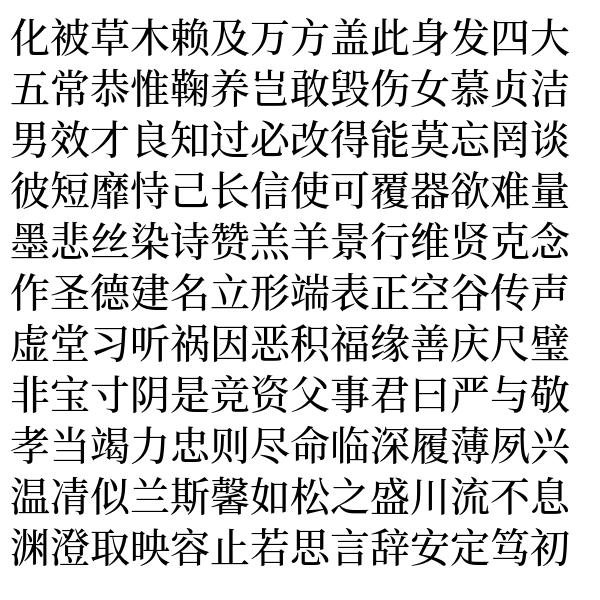 化被草木赖及万方盖此身发四大
五常恭惟鞠养岂敢毁伤女慕贞洁
男效才良知过必改得能莫忘罔谈
彼短靡恃己长信使可覆器欲难量
墨悲丝染诗赞羔羊景行维贤克念
作圣德建名立形端表正空谷传声
虚堂习听祸因恶积福缘善庆尺璧
非宝寸阴是竞资父事君曰严与敬
孝当竭力忠则尽命临深履薄夙兴
温凊似兰斯馨如松之盛川流不息
渊澄取映容止若思言辞安定笃初